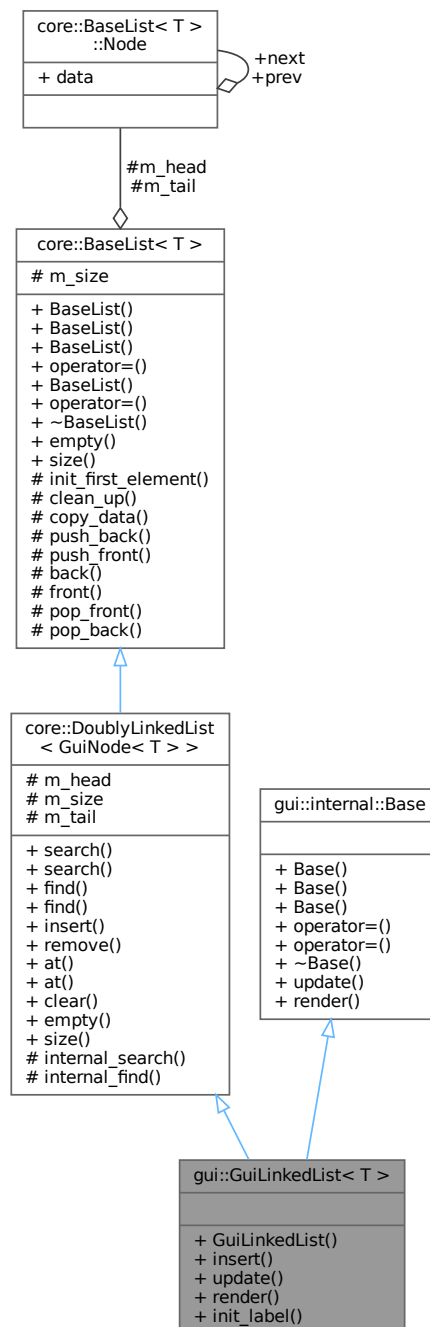 core::BaseList< T >
::Node
+ data
+next
+prev
#m_head
#m_tail
core::BaseList< T >
# m_size
+ BaseList()
+ BaseList()
+ BaseList()
+ operator=()
+ BaseList()
+ operator=()
+ ~BaseList()
+ empty()
+ size()
# init_first_element()
# clean_up()
# copy_data()
# push_back()
# push_front()
# back()
# front()
# pop_front()
# pop_back()
core::DoublyLinkedList
< GuiNode< T > >
# m_head
# m_size
# m_tail
+ search()
+ search()
+ find()
+ find()
+ insert()
+ remove()
+ at()
+ at()
+ clear()
+ empty()
+ size()
# internal_search()
# internal_find()
gui::internal::Base
+ Base()
+ Base()
+ Base()
+ operator=()
+ operator=()
+ ~Base()
+ update()
+ render()
gui::GuiLinkedList< T >
+ GuiLinkedList()
+ insert()
+ update()
+ render()
+ init_label()